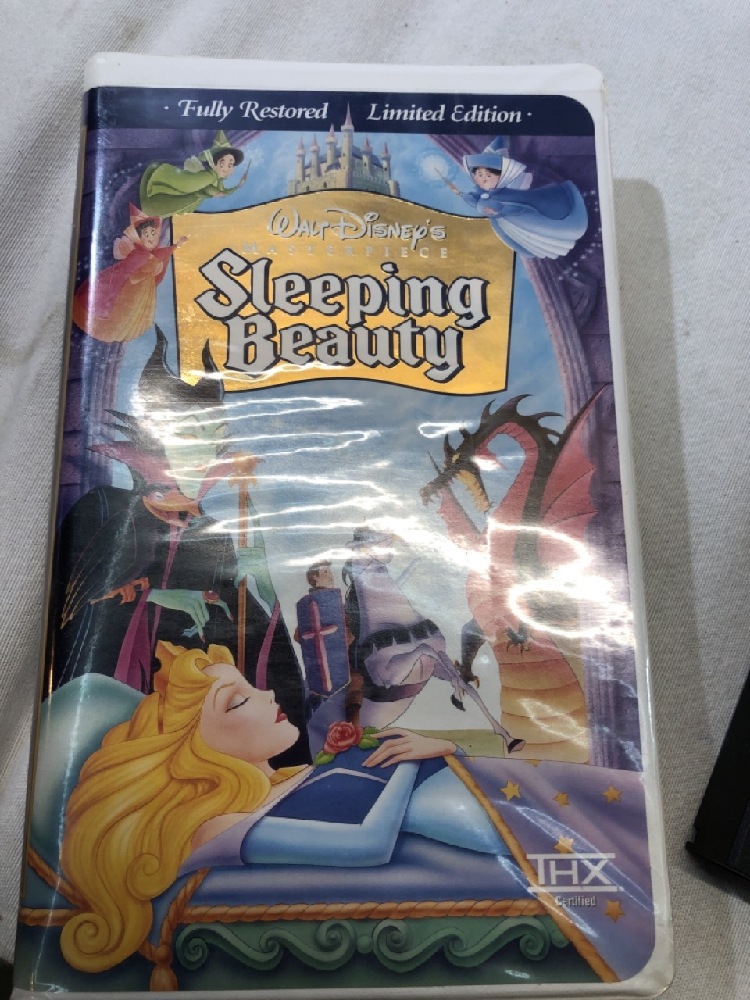 · Fully Restored Limited Edition ·
WALT DISNEY'S
MASTERPIECE
Sleeping
Beauty
THX
Certified